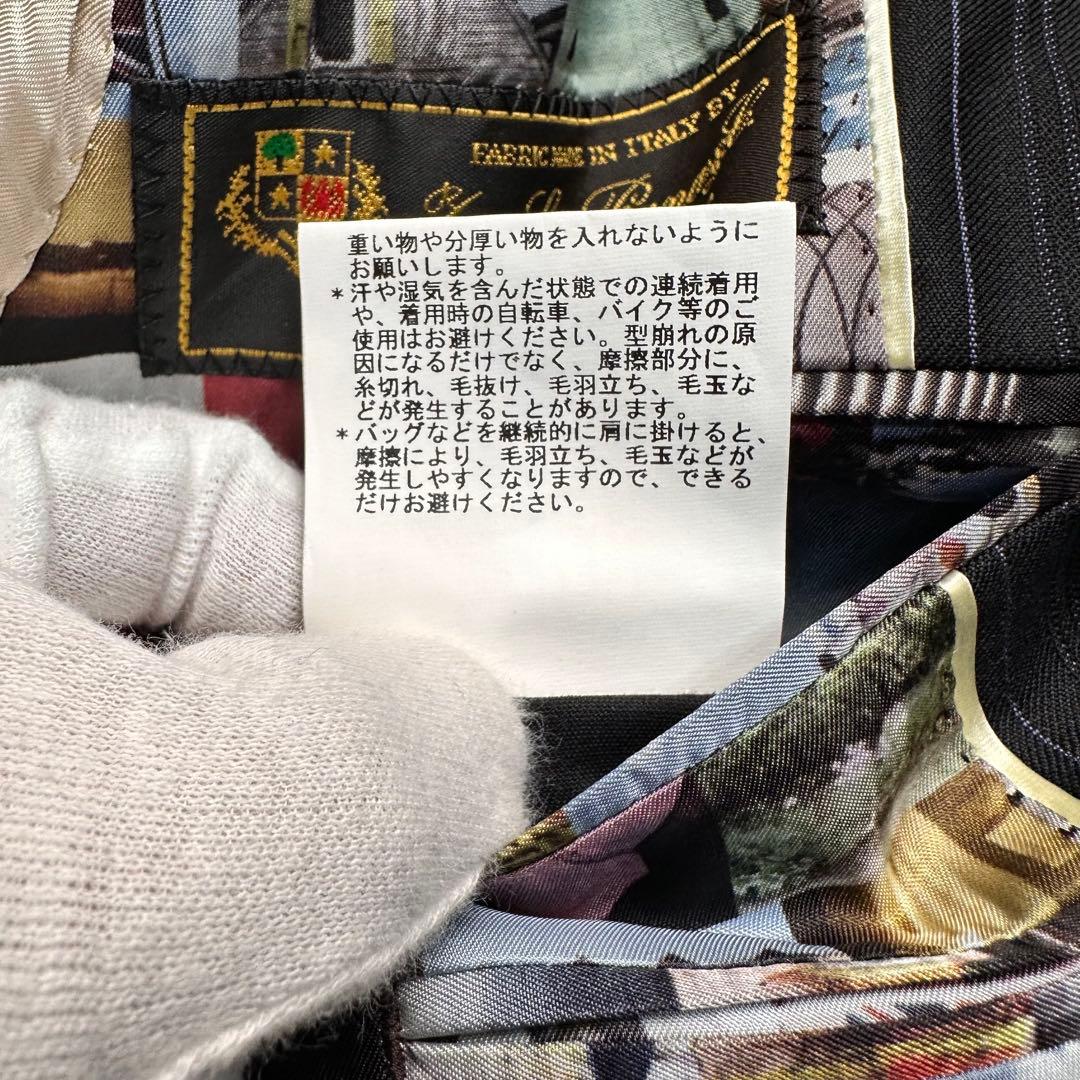 FABRIC MADE IN ITALY BY
重い物や分厚い物を入れないように
お願いします。
*汗や湿気を含んだ状態での連続着用
や、着用時の自転車、バイク等のご
使用はお避けください。型崩れの原
因になるだけでなく、摩擦部分に、
糸切れ、毛抜け、毛羽立ち、毛玉な
どが発生することがあります。
*バッグなどを継続的に肩に掛けると、
摩擦により、毛羽立ち、毛玉などが
発生しやすくなりますので、できる
だけお避けください。